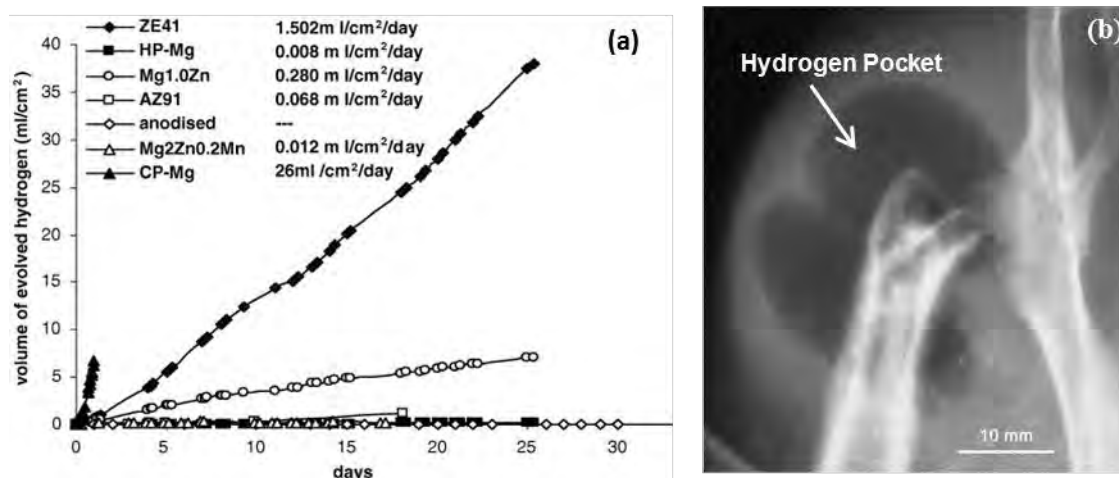 ZE41 1.502m l/cm²/day
HP-Mg 0.008 m l/cm²/day
Mg1.0Zn 0.280 m l/cm²/day
AZ91 0.068 m l/cm²/day
anodised ---
Mg2Zn0.2Mn 0.012 m l/cm²/day
CP-Mg 26ml /cm²/day
(a)
volume of evolved hydrogen (ml/cm²)
40
35
30
25
20
15
10
5
0
0 5 10 15 20 25 30
days
(b)
Hydrogen Pocket
10 mm